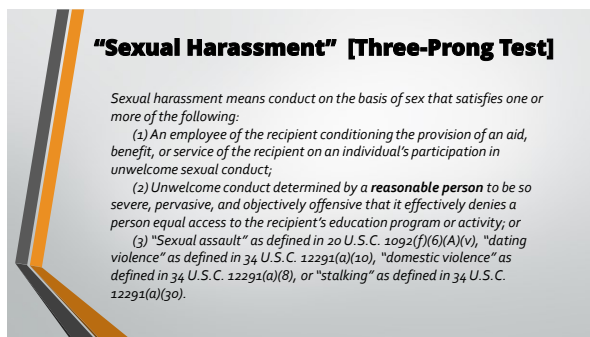 “Sexual Harassment” [Three-Prong Test]
Sexual harassment means conduct on the basis of sex that satisfies one or
more of the following:
(1) An employee of the recipient conditioning the provision of an aid,
benefit, or service of the recipient on an individual’s participation in
unwelcome sexual conduct;
(2) Unwelcome conduct determined by a reasonable person to be so
severe, pervasive, and objectively offensive that it effectively denies a
person equal access to the recipient’s education program or activity; or
(3) “Sexual assault” as defined in 20 U.S.C. 1092(f)(6)(A)(v), “dating
violence” as defined in 34 U.S.C. 12291(a)(10), “domestic violence” as
defined in 34 U.S.C. 12291(a)(8), or “stalking” as defined in 34 U.S.C.
12291(a)(30).